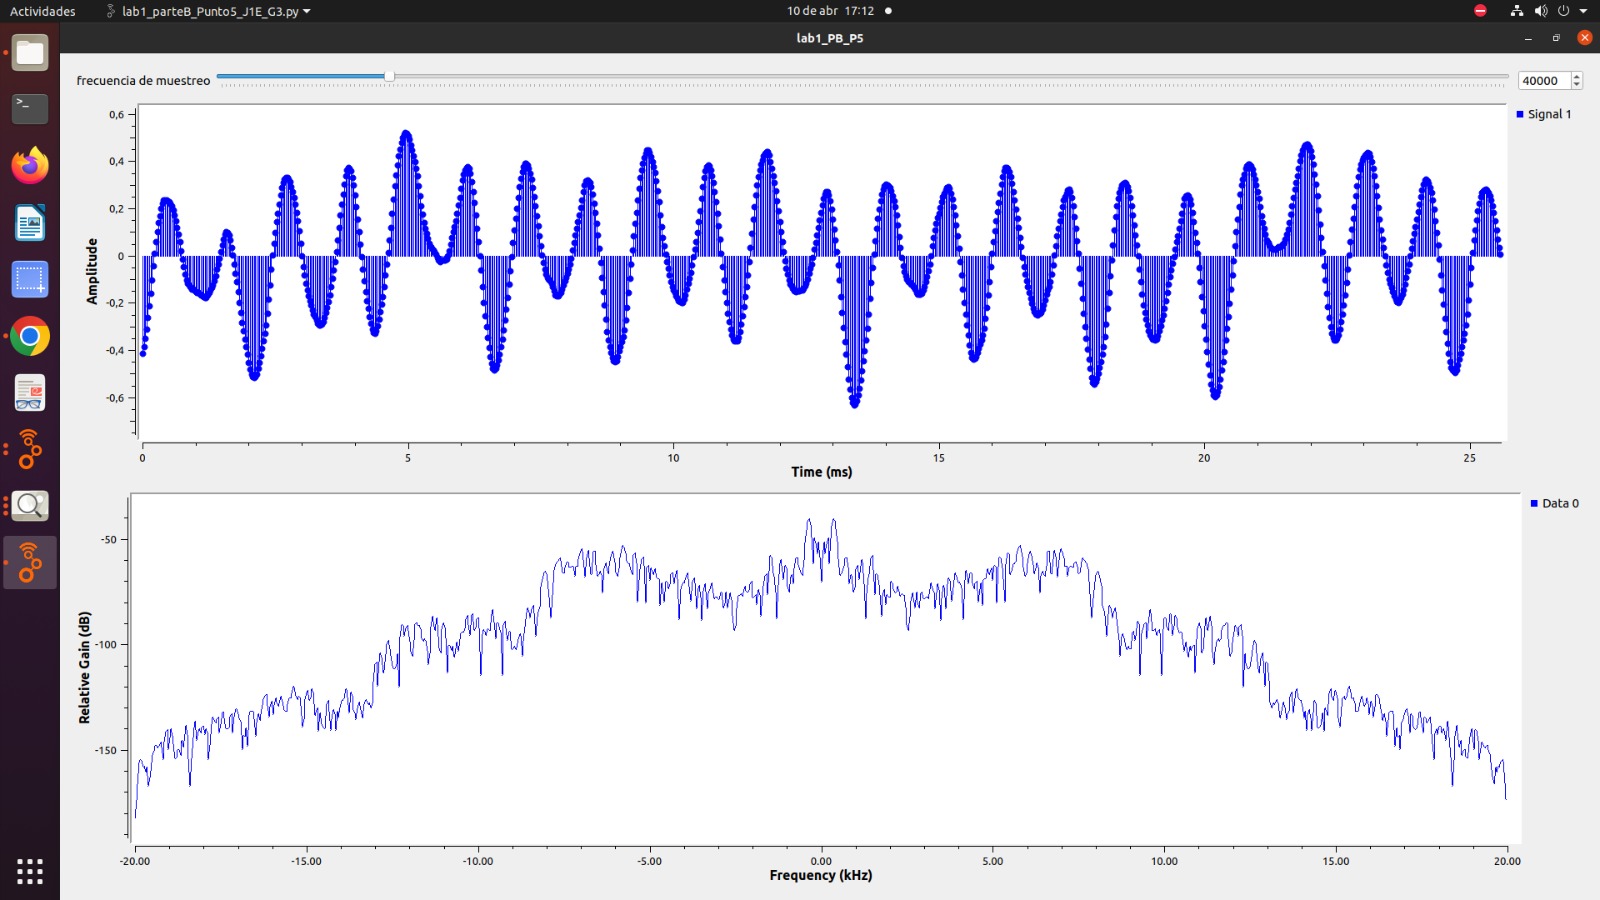 Actividades lab1_parteB_Punto5_J1E_G3.py 10 de abr 17:12
lab1_PB_P5
frecuencia de muestreo 40000
Signal 1
Amplitude
0,6
0,4
0,2
0
-0,2
-0,4
-0,6
0 5 10 15 20 25
Time (ms)
Data 0
Relative Gain (dB)
-50
-100
-150
-20.00 -15.00 -10.00 -5.00 0.00 5.00 10.00 15.00 20.00
Frequency (kHz)